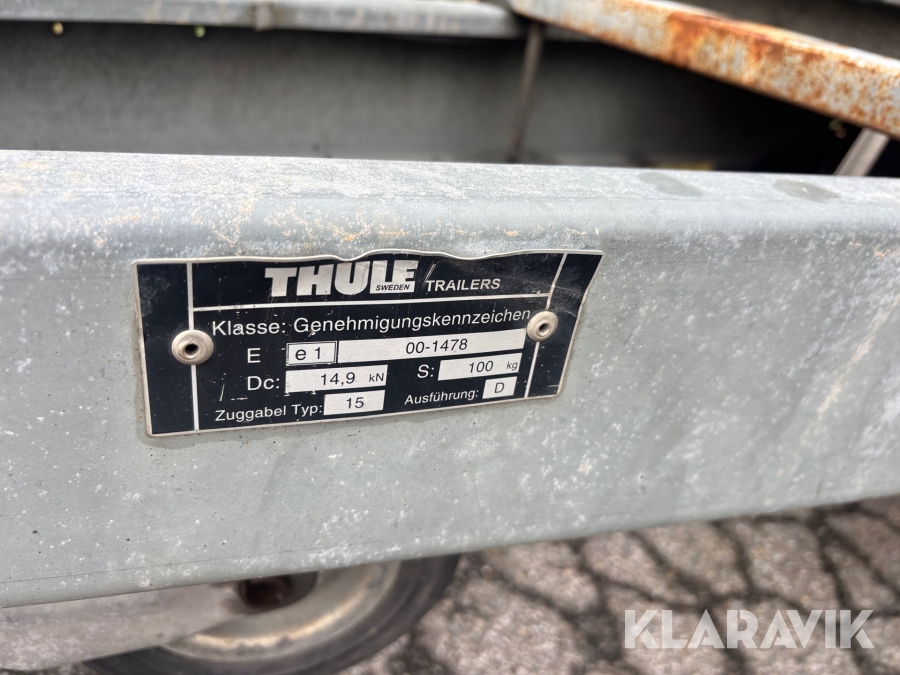 THULE SWEDEN TRAILERS
Klasse: Genehmigungskennzeichen
E e 1 00-1478
Dc: 14,9 kN S: 100 kg
Zuggabel Typ: 15 Ausführung: D
KLARAVIK